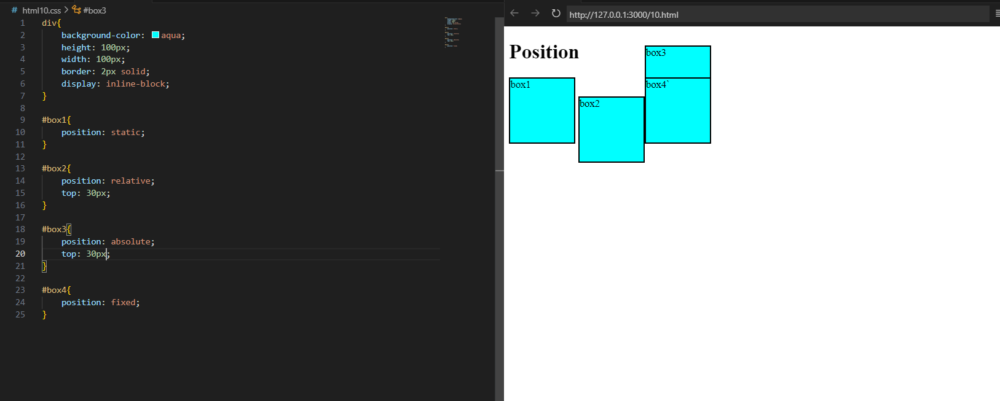 # html10.css > #box3
1 div{
2 background-color: aqua;
3 height: 100px;
4 width: 100px;
5 border: 2px solid;
6 display: inline-block;
7 }
8
9 #box1{
10 position: static;
11 }
12
13 #box2{
14 position: relative;
15 top: 30px;
16 }
17
18 #box3{
19 position: absolute;
20 top: 30px;
21 }
22
23 #box4{
24 position: fixed;
25 }
http://127.0.0.1:3000/10.html
Position
box3
box1
box4`
box2